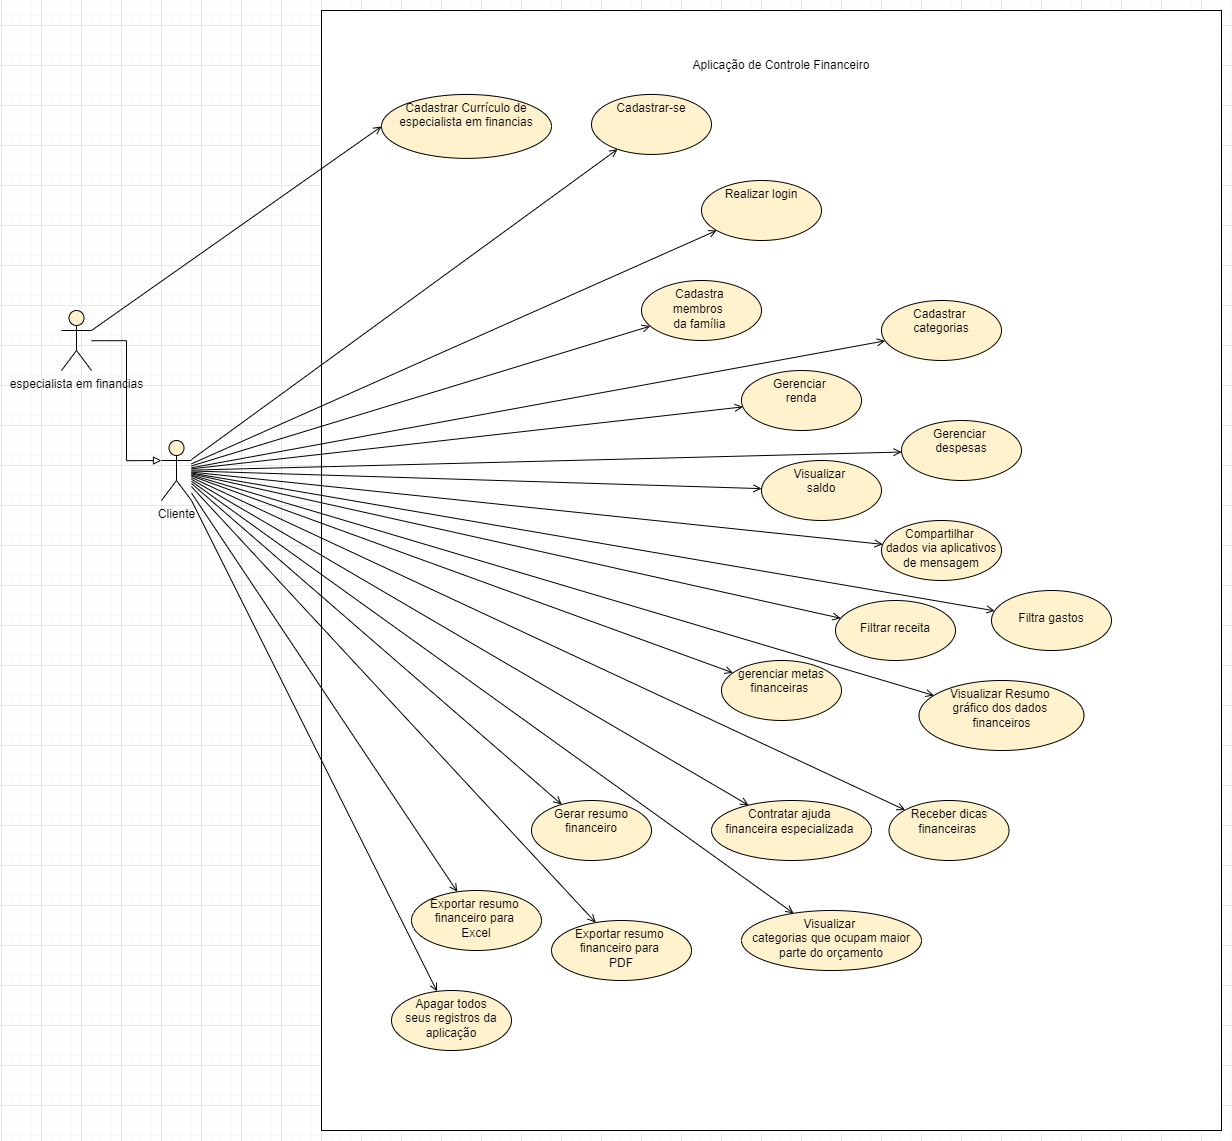 Aplicação de Controle Financeiro
Cadastrar Currículo de
especialista em financias
Cadastrar-se
Realizar login
Cadastra
membros
da família
Cadastrar
categorias
especialista em financias
Gerenciar
renda
Gerenciar
despesas
Visualizar
saldo
Cliente
Compartilhar
dados via aplicativos
de mensagem
Filtrar receita
Filtra gastos
gerenciar metas
financeiras
Visualizar Resumo
gráfico dos dados
financeiros
Gerar resumo
financeiro
Contratar ajuda
financeira especializada
Receber dicas
financeiras
Exportar resumo
financeiro para
Excel
Exportar resumo
financeiro para
PDF
Visualizar
categorias que ocupam maior
parte do orçamento
Apagar todos
seus registros da
aplicação